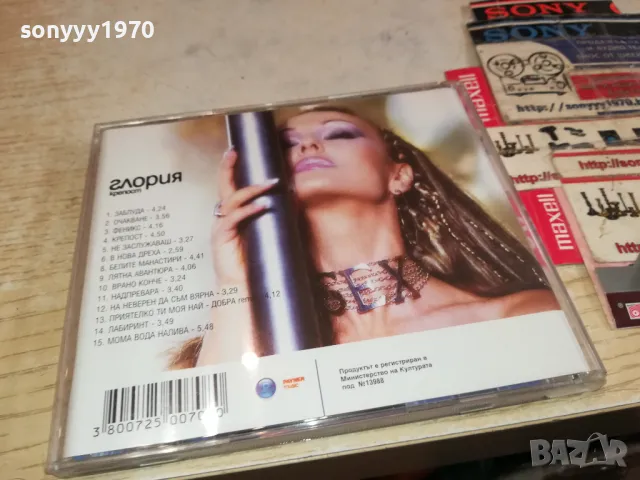 sonyyy1970
глория
крепост
1. ЗАБЛУДА - 4,24
2. ОЧАКВАНЕ - 3,56
3. ФЕНИКС - 4,16
4. КРЕПОСТ - 4,50
5. НЕ ЗАСЛУЖАВАШ - 3,27
6. В НОВА ДРЕХА - 2,59
8. БЕЛИТЕ МАНАСТИРИ - 4,41
9. ЛЯТНА АВАНТЮРА - 4,06
10. ВРАНО КОНЧЕ - 3,24
11. НАДПРЕВАРА - 3,40
12. НА НЕВЕРЕН ДА СЪМ ВЯРНА - 3,29
13. ПРИЯТЕЛКО ТИ МОЯ НАЙ - ДОБРА remix 4,12
14. ЛАБИРИНТ - 3,49
15. МОМА ВОДА НАЛИВА - 5,48
SEX
3 800725 007
Продуктът е регистриран в
Министерство на Културата
под №13988
SONY
SONY
maxell
maxell
http://
http://
BAZAR